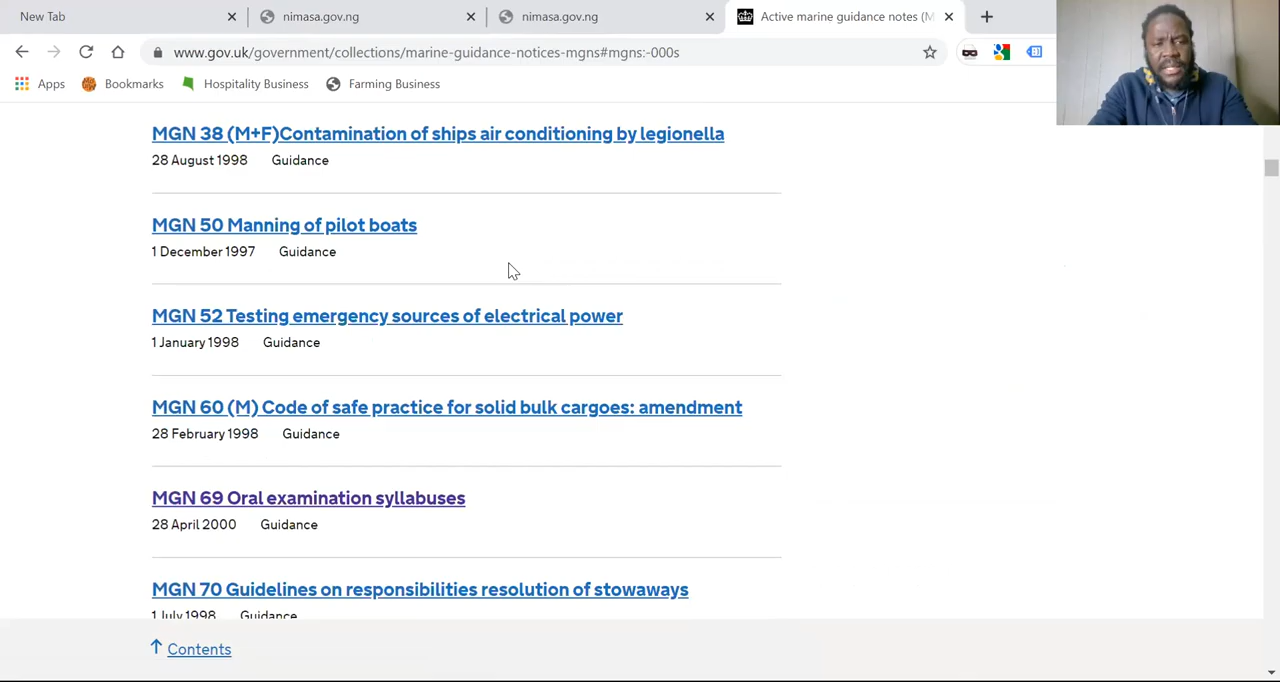 New Tab
nimasa.gov.ng
nimasa.gov.ng
Active marine guidance notes (M
www.gov.uk/government/collections/marine-guidance-notices-mgns#mgns:-000s
Apps Bookmarks Hospitality Business Farming Business
MGN 38 (M+F)Contamination of ships air conditioning by legionella
28 August 1998 Guidance
MGN 50 Manning of pilot boats
1 December 1997 Guidance
MGN 52 Testing emergency sources of electrical power
1 January 1998 Guidance
MGN 60 (M) Code of safe practice for solid bulk cargoes: amendment
28 February 1998 Guidance
MGN 69 Oral examination syllabuses
28 April 2000 Guidance
MGN 70 Guidelines on responsibilities resolution of stowaways
1 July 1998 Guidance
Contents